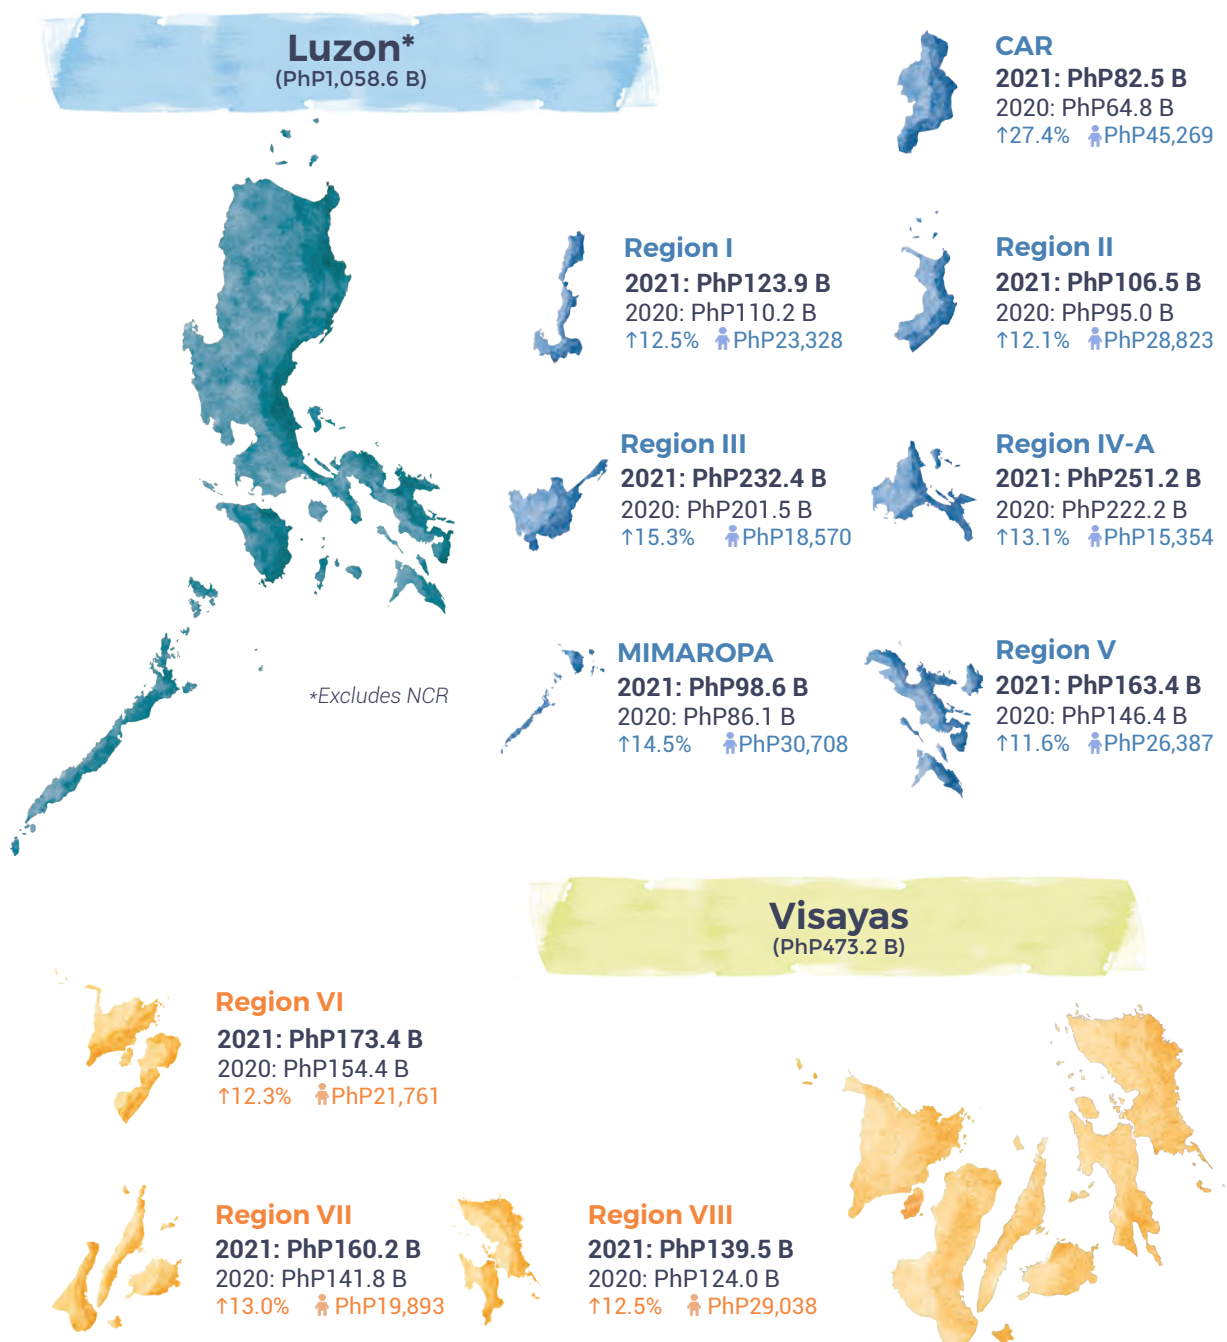 Luzon*
(PhP1,058.6 B)
CAR
2021: PhP82.5 B
2020: PhP64.8 B
↑27.4% PhP45,269
Region I
2021: PhP123.9 B
2020: PhP110.2 B
↑12.5% PhP23,328
Region II
2021: PhP106.5 B
2020: PhP95.0 B
↑12.1% PhP28,823
Region III
2021: PhP232.4 B
2020: PhP201.5 B
↑15.3% PhP18,570
Region IV-A
2021: PhP251.2 B
2020: PhP222.2 B
↑13.1% PhP15,354
MIMAROPA
2021: PhP98.6 B
2020: PhP86.1 B
↑14.5% PhP30,708
Region V
2021: PhP163.4 B
2020: PhP146.4 B
↑11.6% PhP26,387
*Excludes NCR
Visayas
(PhP473.2 B)
Region VI
2021: PhP173.4 B
2020: PhP154.4 B
↑12.3% PhP21,761
Region VII
2021: PhP160.2 B
2020: PhP141.8 B
↑13.0% PhP19,893
Region VIII
2021: PhP139.5 B
2020: PhP124.0 B
↑12.5% PhP29,038